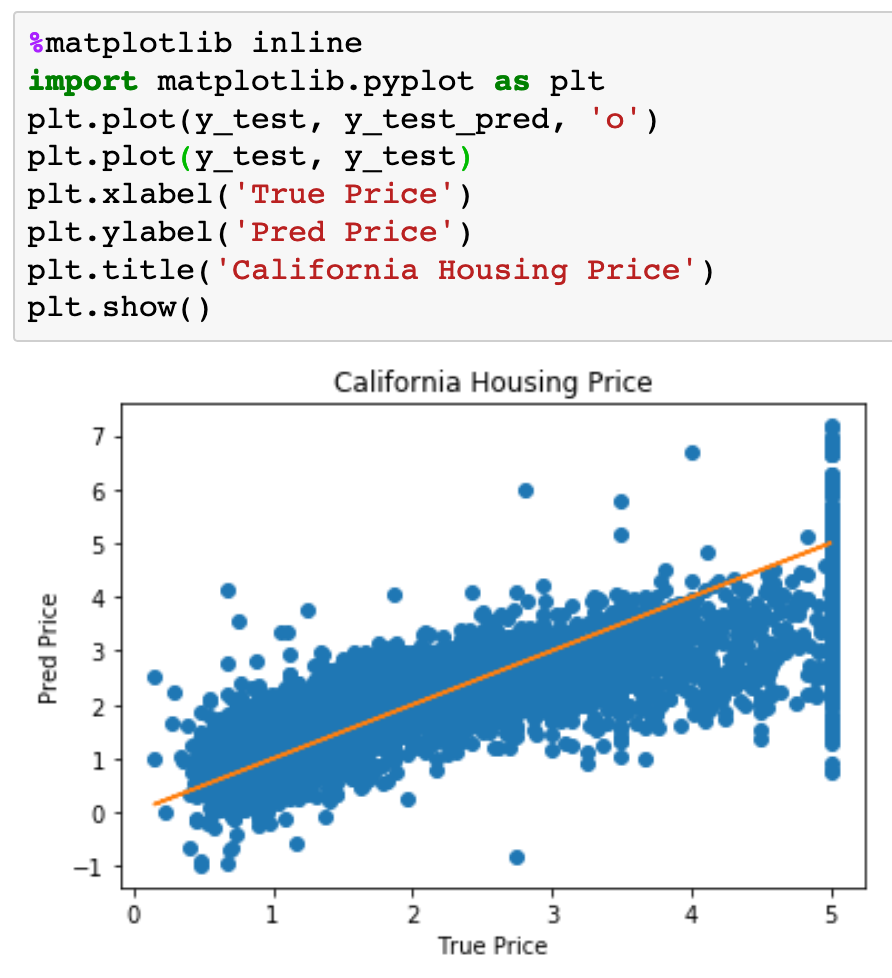 %matplotlib inline
import matplotlib.pyplot as plt
plt.plot(y_test, y_test_pred, 'o')
plt.plot(y_test, y_test)
plt.xlabel('True Price')
plt.ylabel('Pred Price')
plt.title('California Housing Price')
plt.show()
California Housing Price
Pred Price
7
6
5
4
3
2
1
0
−1
0 1 2 3 4 5
True Price